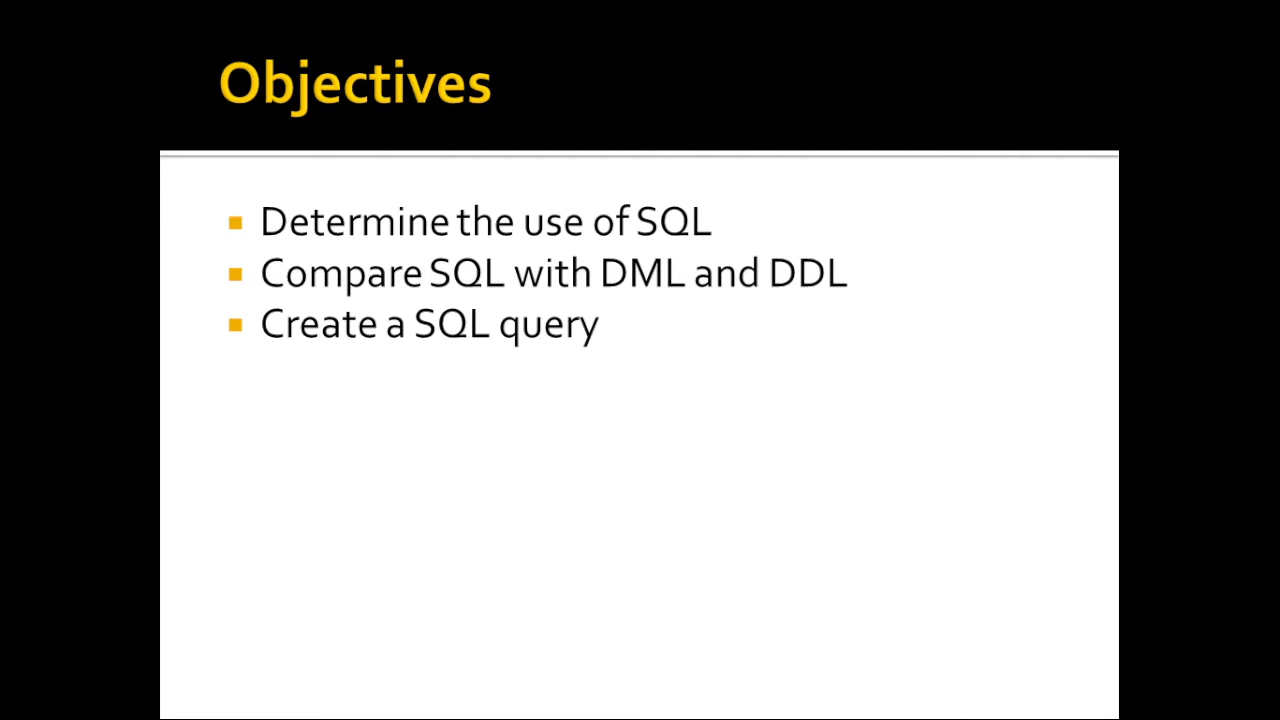 Objectives
Determine the use of SQL
Compare SQL with DML and DDL
Create a SQL query